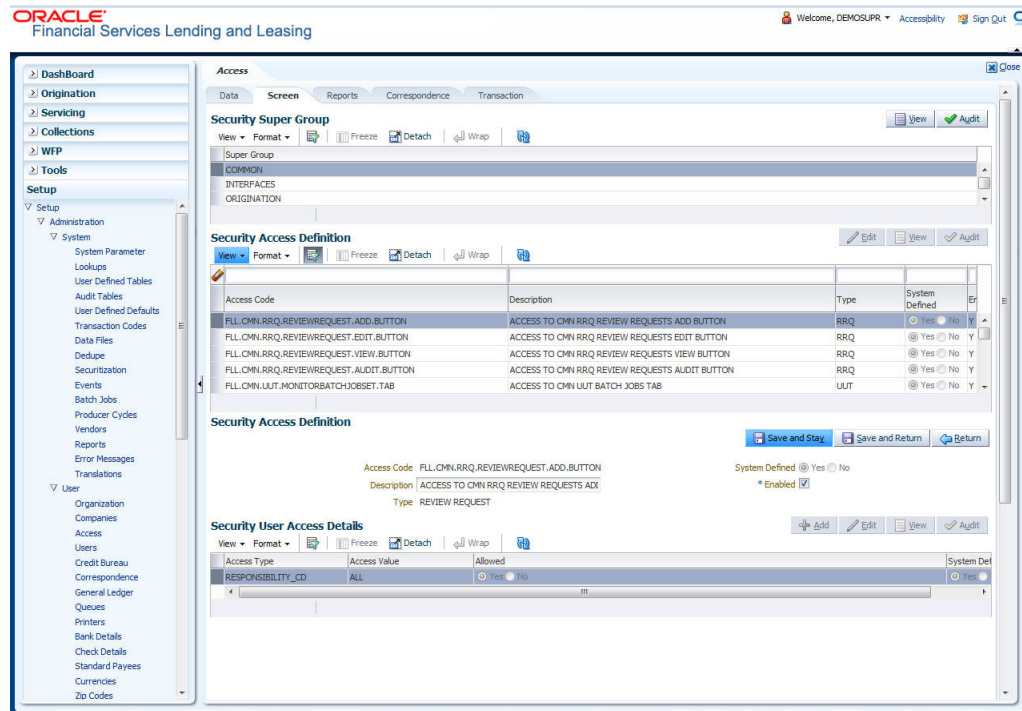 ORACLE
Financial Services Lending and Leasing
Welcome, DEMOSUPR
Accessibility
Sign Out
DashBoard
Origination
Servicing
Collections
WFP
Tools
Setup
Setup
Administration
System
System Parameter
Lookups
User Defined Tables
Audit Tables
User Defined Defaults
Transaction Codes
Data Files
Dedupe
Securitization
Events
Batch Jobs
Producer Cycles
Vendors
Reports
Error Messages
Translations
User
Organization
Companies
Access
Users
Credit Bureau
Correspondence
General Ledger
Queues
Printers
Bank Details
Check Details
Standard Payees
Currencies
Zip Codes
Access
Close
Data Screen Reports Correspondence Transaction
Security Super Group
View Audit
View Format Freeze Detach Wrap
Super Group
COMMON
INTERFACES
ORIGINATION
Security Access Definition
Edit View Audit
View Format Freeze Detach Wrap
Access Code Description Type System Defined Er
FLL.CMN.RRQ.REVIEWREQUEST.ADD.BUTTON ACCESS TO CMN RRQ REVIEW REQUESTS ADD BUTTON RRQ Yes No Y
FLL.CMN.RRQ.REVIEWREQUEST.EDIT.BUTTON ACCESS TO CMN RRQ REVIEW REQUESTS EDIT BUTTON RRQ Yes No Y
FLL.CMN.RRQ.REVIEWREQUEST.VIEW.BUTTON ACCESS TO CMN RRQ REVIEW REQUESTS VIEW BUTTON RRQ Yes No Y
FLL.CMN.RRQ.REVIEWREQUEST.AUDIT.BUTTON ACCESS TO CMN RRQ REVIEW REQUESTS AUDIT BUTTON RRQ Yes No Y
FLL.CMN.UUT.MONITORBATCHJOBSET.TAB ACCESS TO CMN UUT BATCH JOBS TAB UUT Yes No Y
Security Access Definition
Save and Stay Save and Return Return
Access Code FLL.CMN.RRQ.REVIEWREQUEST.ADD.BUTTON System Defined Yes No
Description ACCESS TO CMN RRQ REVIEW REQUESTS ADI * Enabled
Type REVIEW REQUEST
Security User Access Details
Add Edit View Audit
View Format Freeze Detach Wrap
Access Type Access Value Allowed System Def
RESPONSIBILITY_CD ALL Yes No Yes